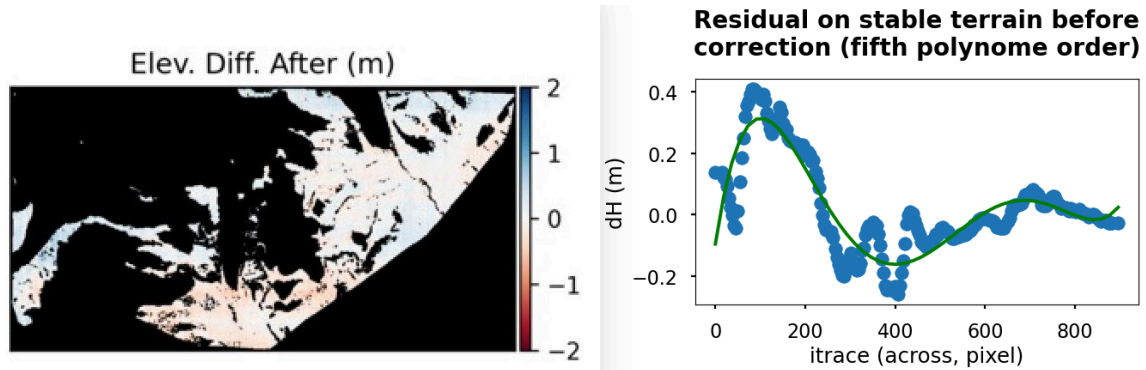 Elev. Diff. After (m)
2
1
0
−1
−2
Residual on stable terrain before
correction (fifth polynome order)
dH (m)
0.4
0.2
0.0
−0.2
0 200 400 600 800
itrace (across, pixel)